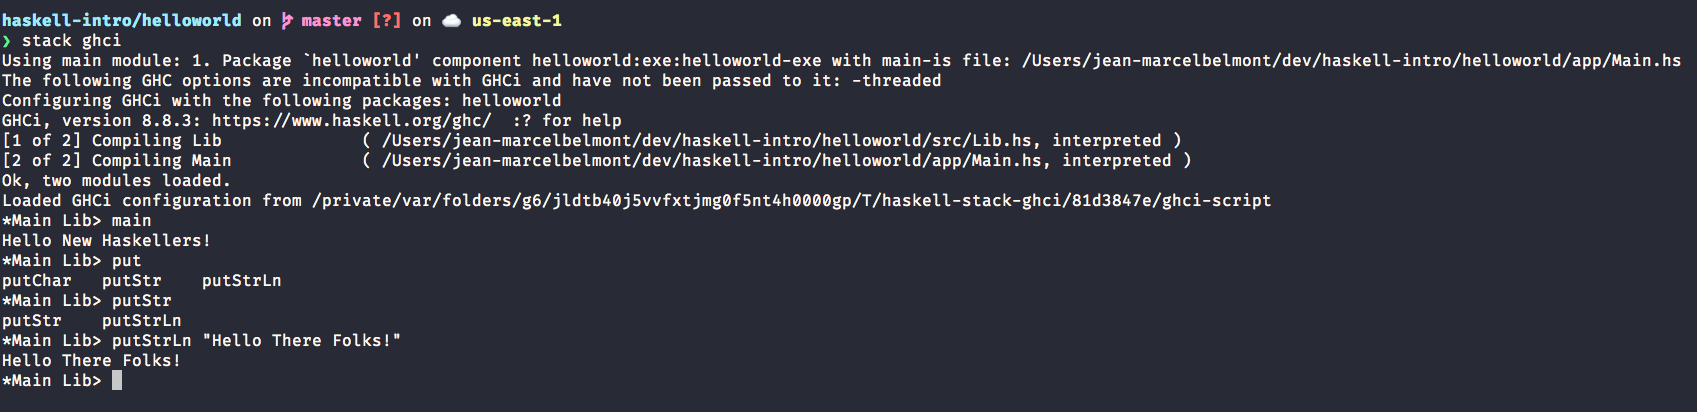 haskell-intro/helloworld on master [?] on ☁️ us-east-1
❯ stack ghci
Using main module: 1. Package `helloworld' component helloworld:exe:helloworld-exe with main-is file: /Users/jean-marcelbelmont/dev/haskell-intro/helloworld/app/Main.hs
The following GHC options are incompatible with GHCi and have not been passed to it: -threaded
Configuring GHCi with the following packages: helloworld
GHCi, version 8.8.3: https://www.haskell.org/ghc/  :? for help
[1 of 2] Compiling Lib              ( /Users/jean-marcelbelmont/dev/haskell-intro/helloworld/src/Lib.hs, interpreted )
[2 of 2] Compiling Main             ( /Users/jean-marcelbelmont/dev/haskell-intro/helloworld/app/Main.hs, interpreted )
Ok, two modules loaded.
Loaded GHCi configuration from /private/var/folders/g6/jldtb40j5vvfxtjmg0f5nt4h0000gp/T/haskell-stack-ghci/81d3847e/ghci-script
*Main Lib> main
Hello New Haskellers!
*Main Lib> put
putChar   putStr    putStrLn
*Main Lib> putStr
putStr    putStrLn
*Main Lib> putStrLn "Hello There Folks!"
Hello There Folks!
*Main Lib>